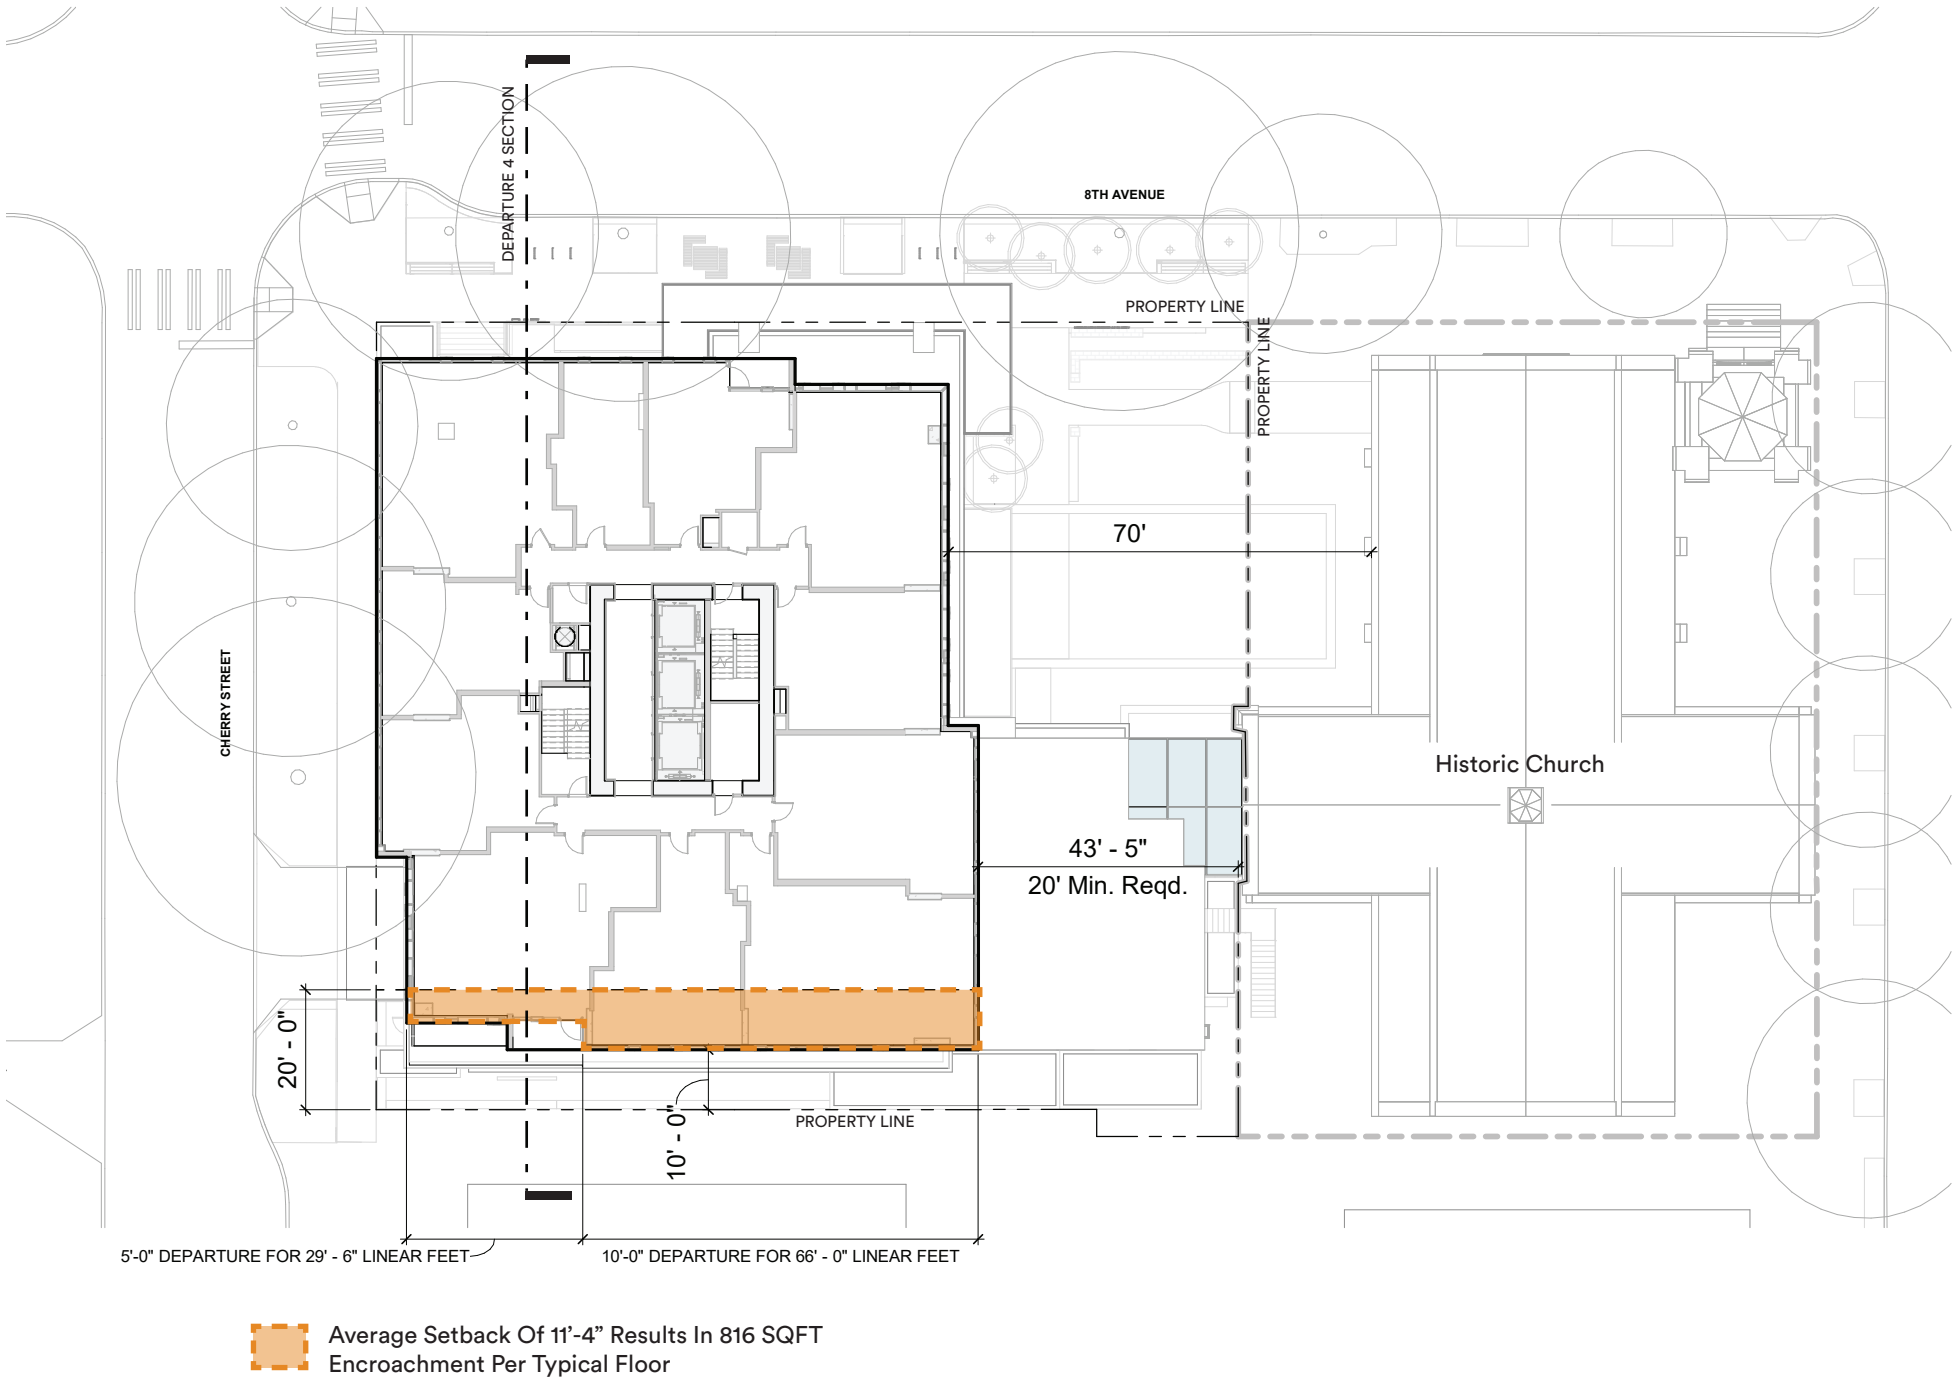 DEPARTURE 4 SECTION
8TH AVENUE
PROPERTY LINE
PROPERTY LINE
70'
CHERRY STREET
Historic Church
43' - 5"
20' Min. Reqd.
20' - 0"
10' - 0"
PROPERTY LINE
5'-0" DEPARTURE FOR 29' - 6" LINEAR FEET
10'-0" DEPARTURE FOR 66' - 0" LINEAR FEET
Average Setback Of 11’-4” Results In 816 SQFT
Encroachment Per Typical Floor